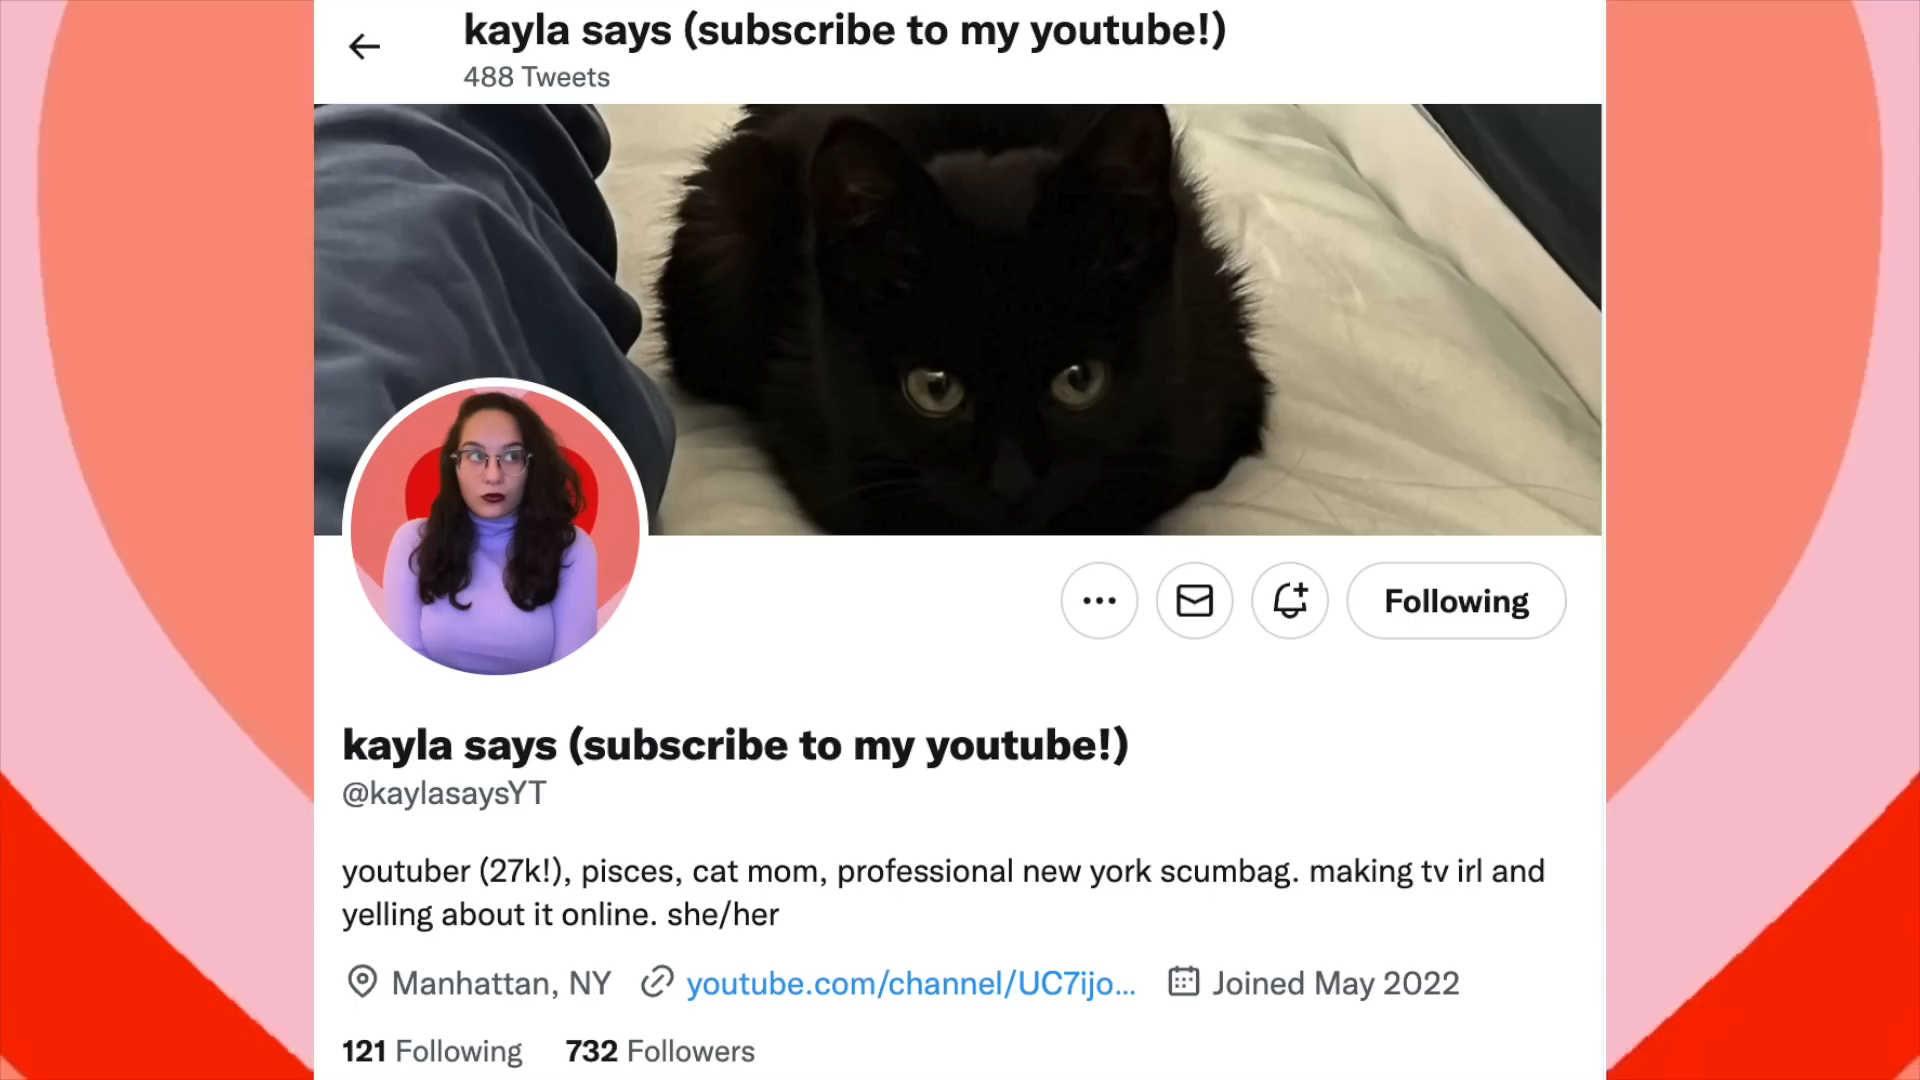 kayla says (subscribe to my youtube!)
488 Tweets
Following
kayla says (subscribe to my youtube!)
@kaylasaysYT
youtuber (27k!), pisces, cat mom, professional new york scumbag. making tv irl and
yelling about it online. she/her
Manhattan, NY youtube.com/channel/UC7ijo... Joined May 2022
121 Following 732 Followers